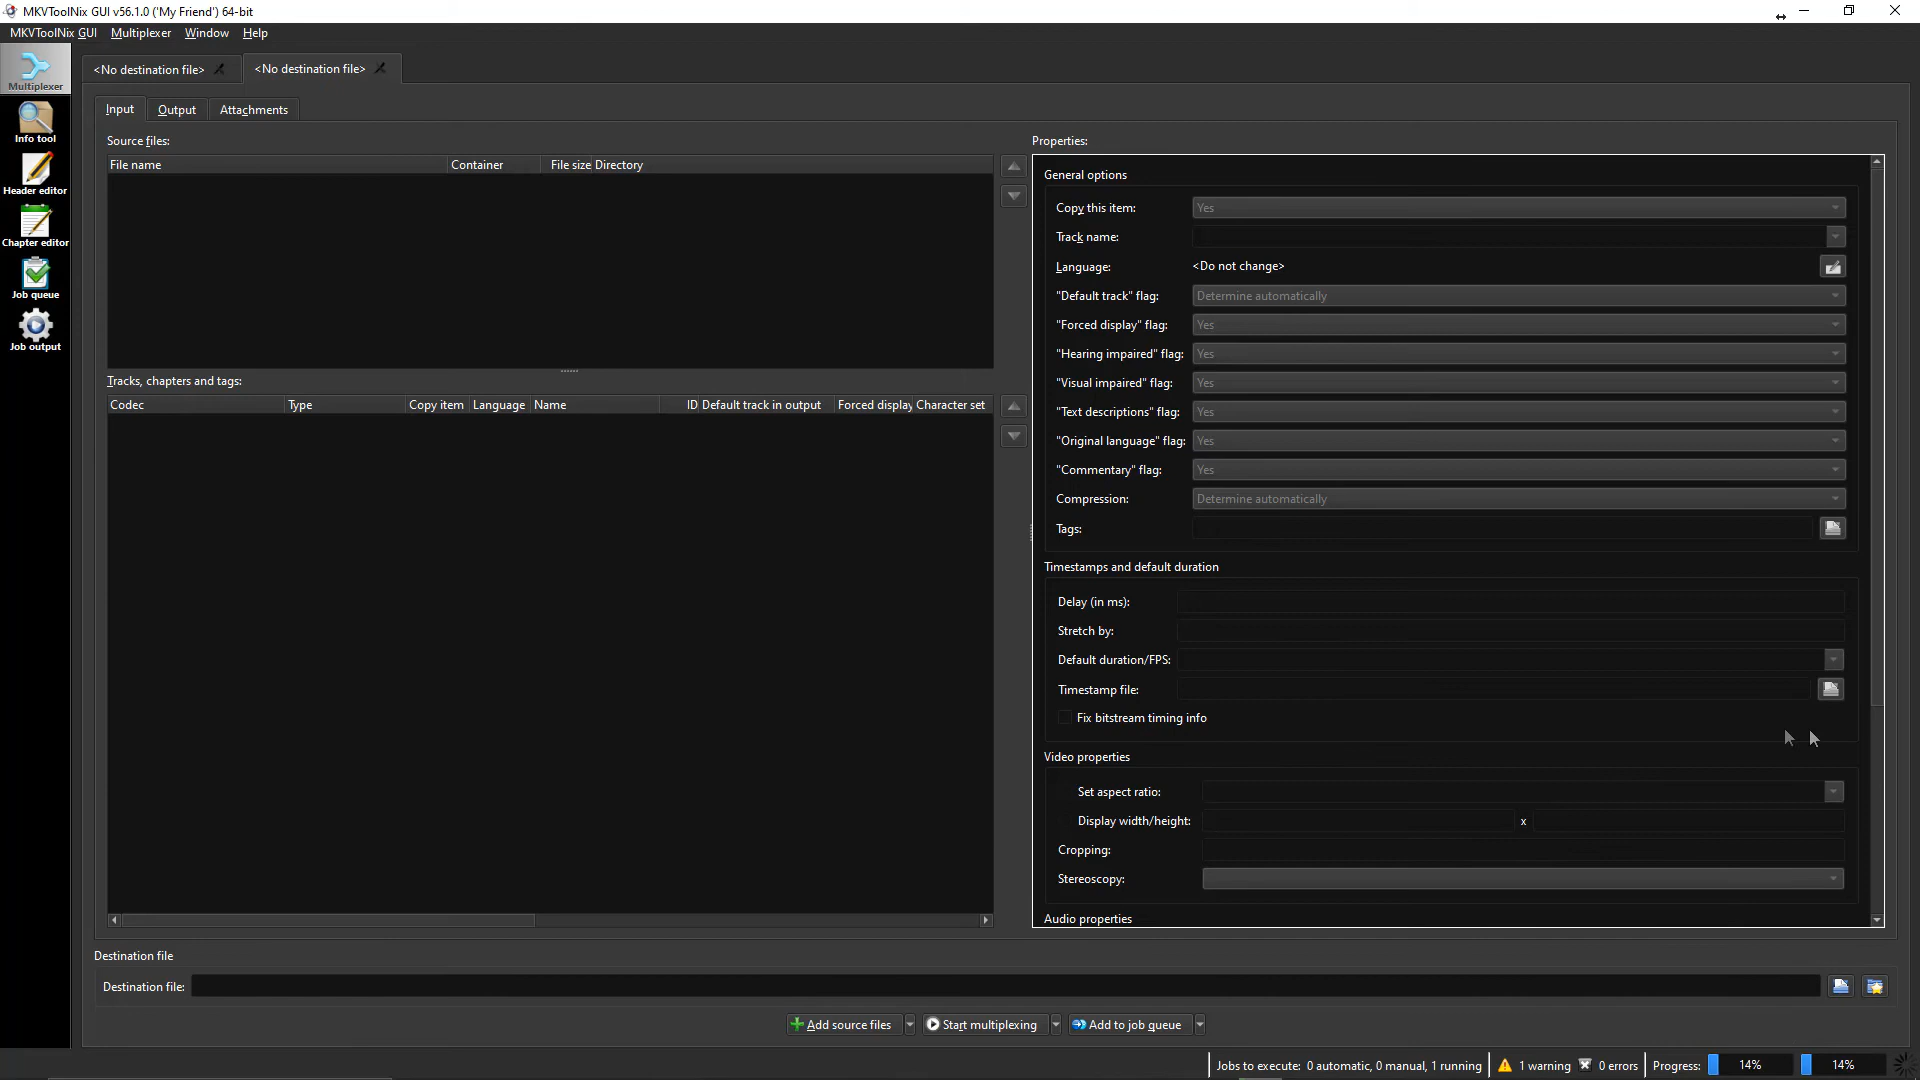 MKVToolNix GUI v56.1.0 ('My Friend') 64-bit
MKVToolNix GUI Multiplexer Window Help
Multiplexer
Info tool
Header editor
Chapter editor
Job queue
Job output
<No destination file> <No destination file>
Input Output Attachments
Source files:
File name Container File size Directory
Tracks, chapters and tags:
Codec Type Copy item Language Name ID Default track in output Forced display Character set
Properties:
General options
Copy this item: Yes
Track name:
Language: <Do not change>
"Default track" flag: Determine automatically
"Forced display" flag: Yes
"Hearing impaired" flag: Yes
"Visual impaired" flag: Yes
"Text descriptions" flag: Yes
"Original language" flag: Yes
"Commentary" flag: Yes
Compression: Determine automatically
Tags:
Timestamps and default duration
Delay (in ms):
Stretch by:
Default duration/FPS:
Timestamp file:
Fix bitstream timing info
Video properties
Set aspect ratio:
Display width/height: x
Cropping:
Stereoscopy:
Audio properties
Destination file
Destination file:
Add source files Start multiplexing Add to job queue
Jobs to execute: 0 automatic, 0 manual, 1 running 1 warning 0 errors Progress: 14% 14%